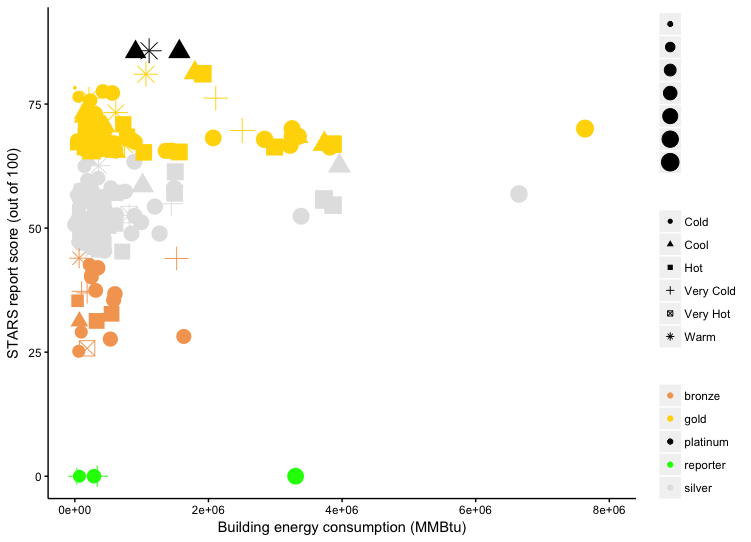 STARS report score (out of 100)
75
50
25
0
0e+00 2e+06 4e+06 6e+06 8e+06
Building energy consumption (MMBtu)
Cold
Cool
Hot
Very Cold
Very Hot
Warm
bronze
gold
platinum
reporter
silver